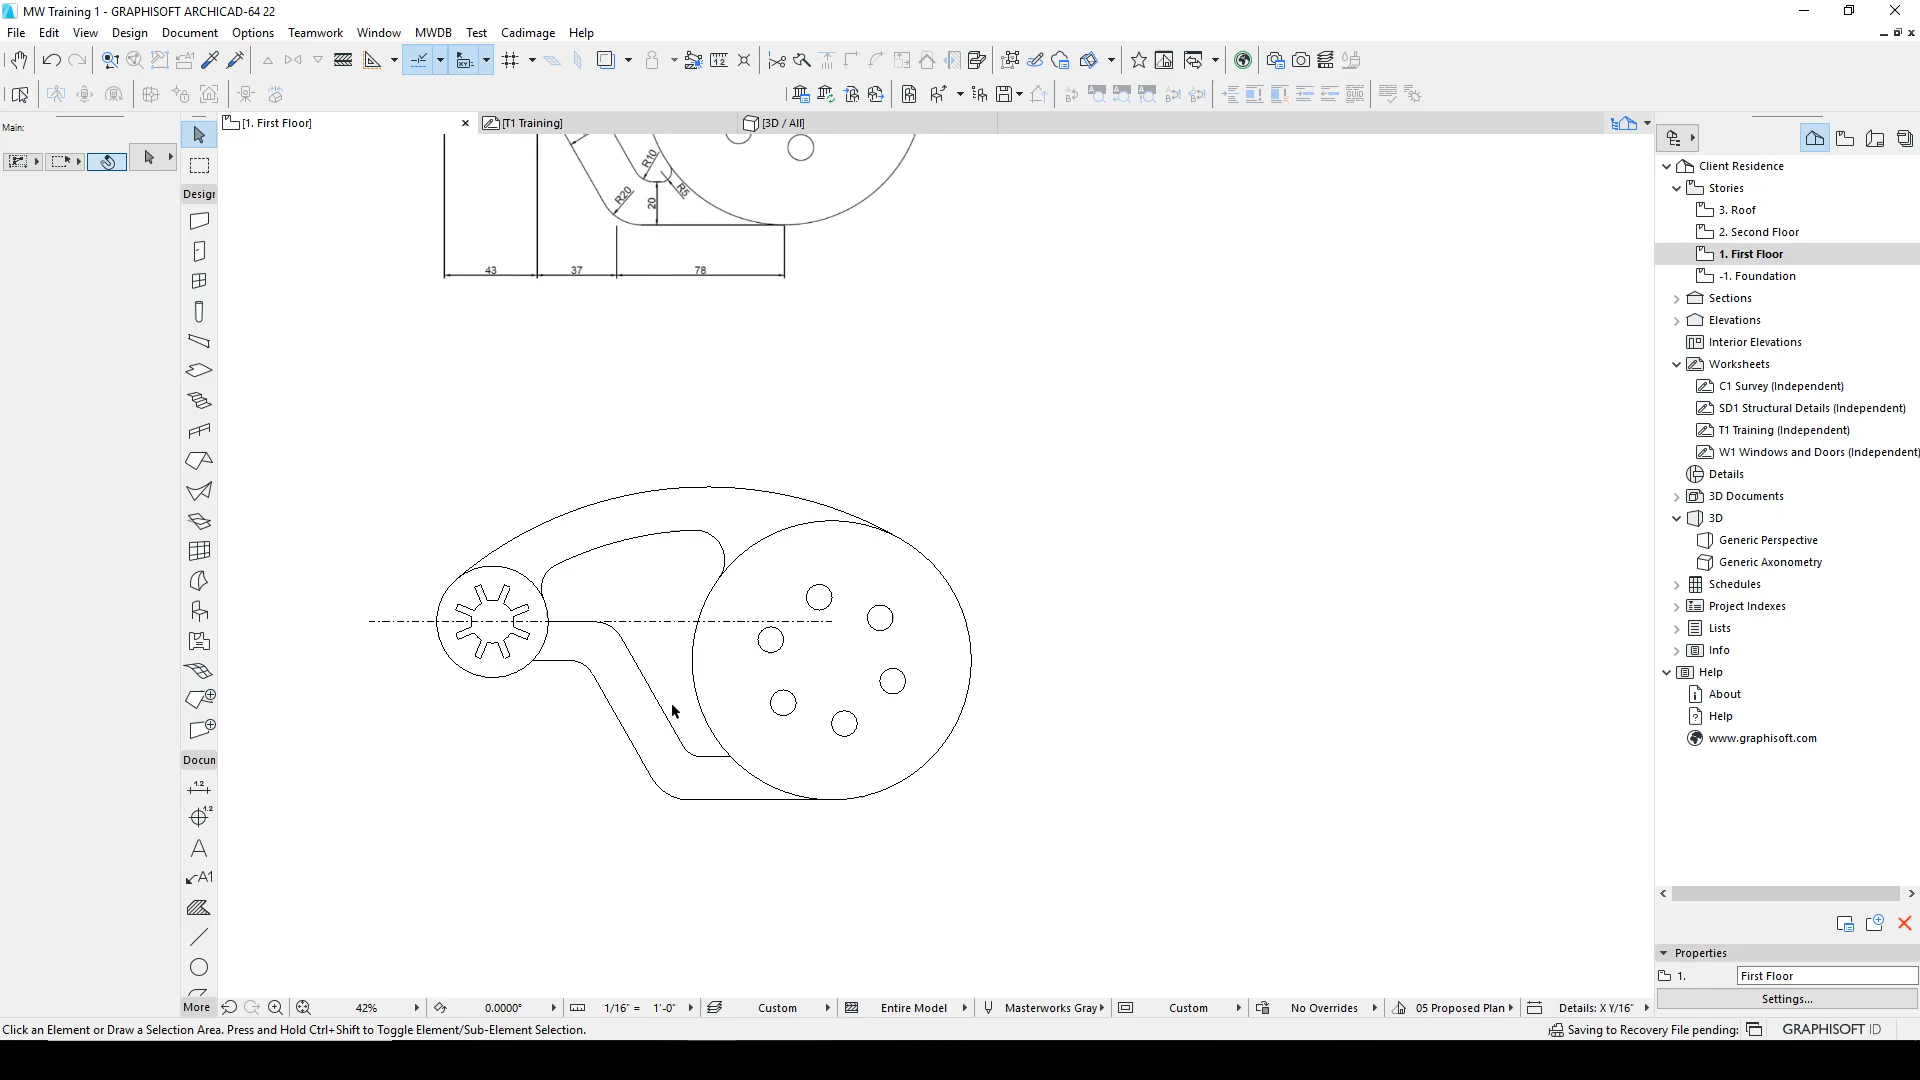 MW Training 1 - GRAPHISOFT ARCHICAD-64 22
File Edit View Design Document Options Teamwork Window MWDB Test Cadimage Help
Main:
[1. First Floor]
[T1 Training]
[3D / All]
Design
Docum
More
R10
R5
R20
20
43
37
78
Client Residence
Stories
3. Roof
2. Second Floor
1. First Floor
-1. Foundation
Sections
Elevations
Interior Elevations
Worksheets
C1 Survey (Independent)
SD1 Structural Details (Independent)
T1 Training (Independent)
W1 Windows and Doors (Independent)
Details
3D Documents
3D
Generic Perspective
Generic Axonometry
Schedules
Project Indexes
Lists
Info
Help
About
Help
www.graphisoft.com
Properties
1. First Floor
Settings...
42% 0.0000° 1/16" = 1'-0" Custom Entire Model Masterworks Gray Custom No Overrides 05 Proposed Plan Details: X Y/16"
Click an Element or Draw a Selection Area. Press and Hold Ctrl+Shift to Toggle Element/Sub-Element Selection.
Saving to Recovery File pending:
GRAPHISOFT ID